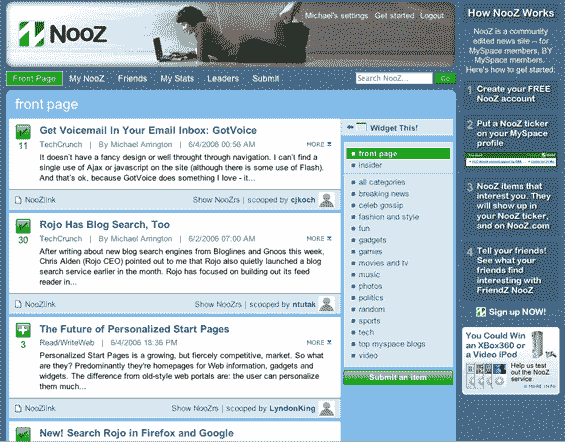 NooZ
Michael's settings Get started Logout
Front Page My NooZ Friends My Stats Leaders Submit
Search NooZ... Go
front page
Get Voicemail In Your Email Inbox: GotVoice
11
TechCrunch | By Michael Arrington | 6/4/2006 00:56 AM MORE
It doesn't have a fancy design or well thought through navigation. I can't find a
single use of Ajax or javascript on the site (although there is some use of Flash).
And that's ok, because GotVoice does something I love - it...
NooZlink Show NooZrs | scooped by cjkoch
Rojo Has Blog Search, Too
30
TechCrunch | By Michael Arrington | 6/2/2006 07:00 AM MORE
After writing about new blog search engines from Bloglines and Gnoos this week,
Chris Alden (Rojo CEO) pointed out to me that Rojo also quietly launched a blog
search service earlier in the month. Rojo has focused on building out its feed
reader in...
NooZlink Show NooZrs | scooped by ntutak
The Future of Personalized Start Pages
3
Read/WriteWeb | 6/4/2006 18:36 PM MORE
Personalized Start Pages is a growing, but fiercely competitive, market. So what
are they? Predominantly they're homepages for Web information, gadgets and
widgets. The difference from old-style web portals are: the user can personalize
them much...
NooZlink Show NooZrs | scooped by LyndonKing
New! Search Rojo in Firefox and Google
Widget This!
front page
insider
all categories
breaking news
celeb gossip
fashion and style
fun
gadgets
games
movies and tv
music
photos
politics
random
sports
tech
top myspace blogs
video
Submit an item
How NooZ Works
NooZ is a community
edited news site -- for
MySpace members, BY
MySpace members.
Here's how to get started:
1 Create your FREE
NooZ account
2 Put a NooZ ticker
on your MySpace
profile
3 NooZ items that
interest you. They
will show up in
your NooZ ticker,
and on NooZ.com
4 Tell your friends!
See what your
friends find
interesting with
FriendZ NooZ
Sign up NOW!
You Could Win
an XBox360 or
a Video iPod
Help us test
out the NooZ
service.
MORE INFO